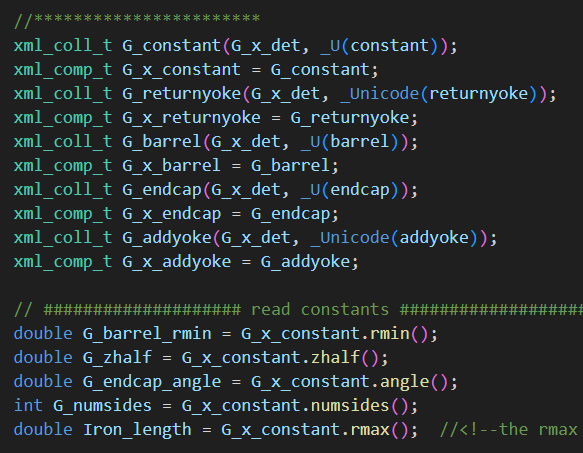 //***********************
xml_coll_t G_constant(G_x_det, _U(constant));
xml_comp_t G_x_constant = G_constant;
xml_coll_t G_returnyoke(G_x_det, _Unicode(returnyoke));
xml_comp_t G_x_returnyoke = G_returnyoke;
xml_coll_t G_barrel(G_x_det, _U(barrel));
xml_comp_t G_x_barrel = G_barrel;
xml_coll_t G_endcap(G_x_det, _U(endcap));
xml_comp_t G_x_endcap = G_endcap;
xml_coll_t G_addyoke(G_x_det, _Unicode(addyoke));
xml_comp_t G_x_addyoke = G_addyoke;
// #################### read constants ###################
double G_barrel_rmin = G_x_constant.rmin();
double G_zhalf = G_x_constant.zhalf();
double G_endcap_angle = G_x_constant.angle();
int G_numsides = G_x_constant.numsides();
double Iron_length = G_x_constant.rmax();  //<!--the rmax